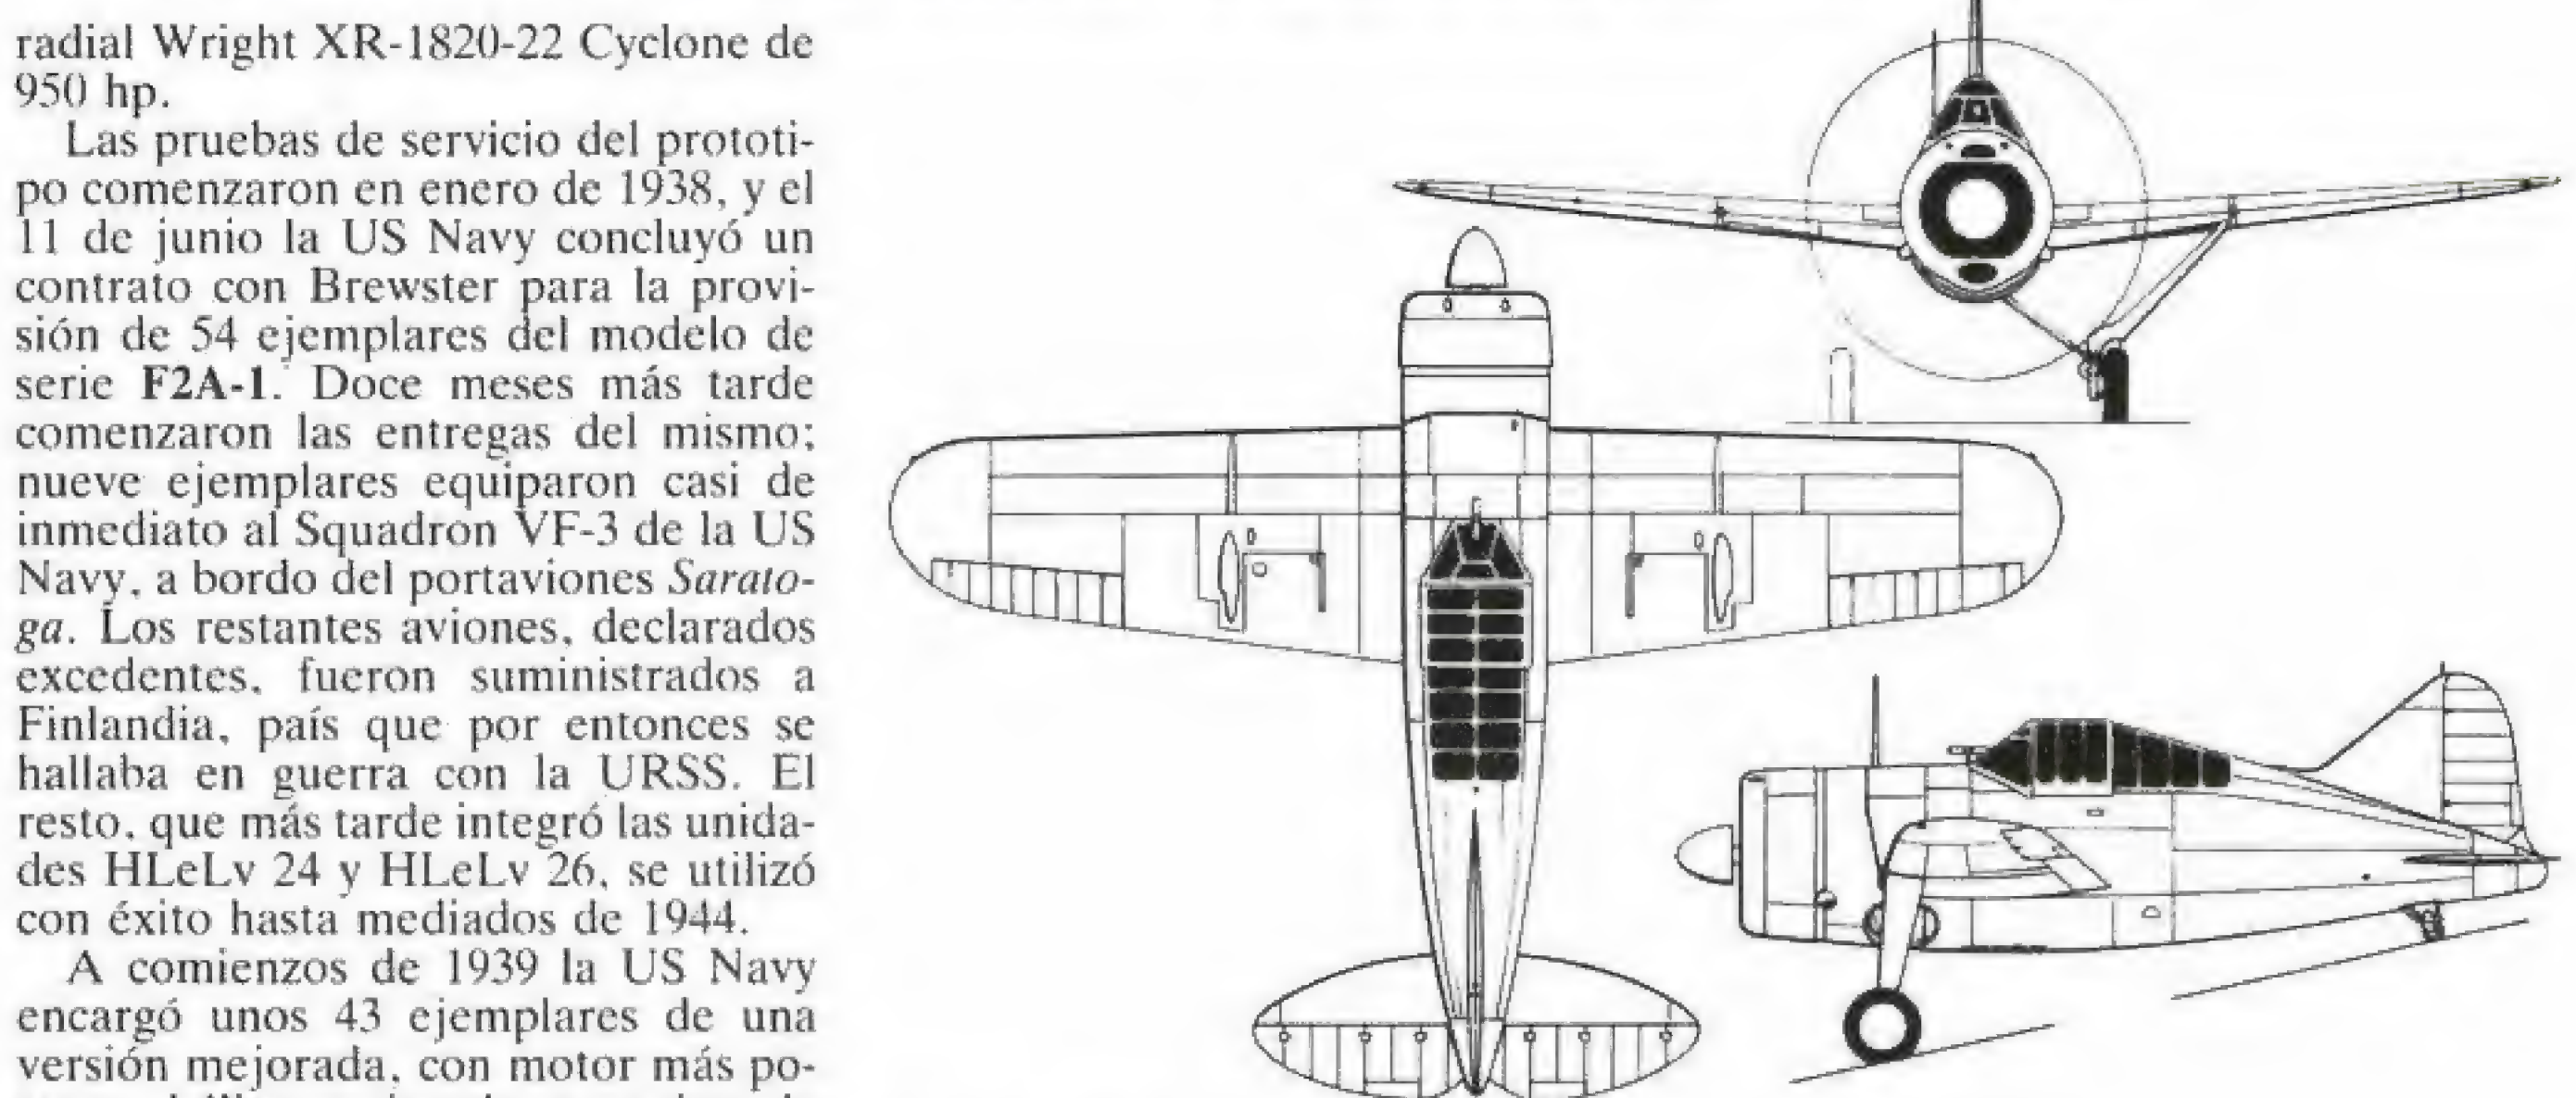 radial Wright XR-1820-22 Cyclone de
950 hp.
Las pruebas de servicio del prototi-
po comenzaron en enero de 1938, y el
11 de junio la US Navy concluyó un
contrato con Brewster para la provi-
sión de 54 ejemplares del modelo de
serie F2A-1. Doce meses más tarde
comenzaron las entregas del mismo;
nueve ejemplares equiparon casi de
inmediato al Squadron VF-3 de la US
Navy, a bordo del portaviones Sarato-
ga. Los restantes aviones, declarados
excedentes, fueron suministrados a
Finlandia, país que por entonces se
hallaba en guerra con la URSS. El
resto, que más tarde integró las unida-
des HLeLv 24 y HLeLv 26, se utilizó
con éxito hasta mediados de 1944.
A comienzos de 1939 la US Navy
encargó unos 43 ejemplares de una
versión mejorada, con motor más po-